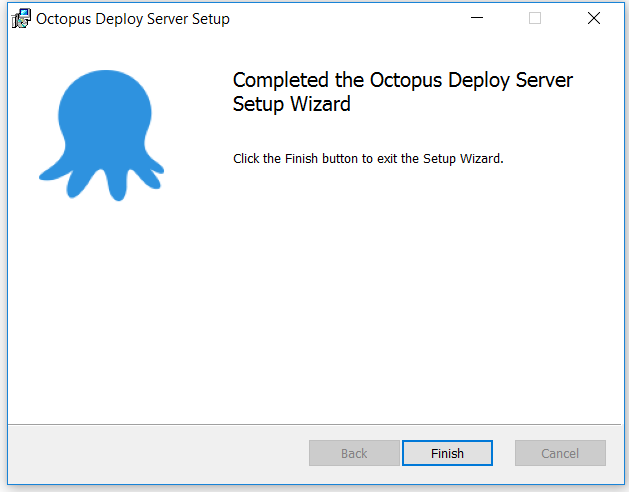 Octopus Deploy Server Setup
Completed the Octopus Deploy Server
Setup Wizard
Click the Finish button to exit the Setup Wizard.
Back
Finish
Cancel